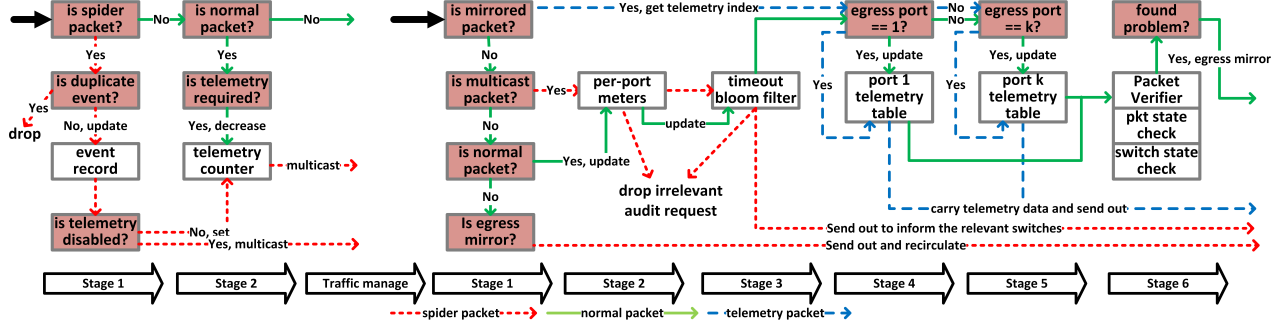 is spider
packet?
No
is normal
packet?
No
Yes
Yes
is duplicate
event?
Yes
drop
No, update
is telemetry
required?
Yes, decrease
event
record
telemetry
counter
multicast
is telemetry
disabled?
No, set
Yes, multicast
is mirrored
packet?
Yes, get telemetry index
No
is multicast
packet?
Yes
No
is normal
packet?
Yes, update
No
Is egress
mirror?
per-port
meters
update
timeout
bloom filter
drop irrelevant
audit request
egress port
== 1?
No
No
egress port
== k?
Yes, update
Yes
port 1
telemetry
table
Yes, update
Yes
port k
telemetry
table
found
problem?
Yes, egress mirror
Packet
Verifier
pkt state
check
switch state
check
carry telemetry data and send out
Send out to inform the relevant switches
Send out and recirculate
Stage 1
Stage 2
Traffic manage
Stage 1
Stage 2
Stage 3
Stage 4
Stage 5
Stage 6
spider packet
normal packet
telemetry packet